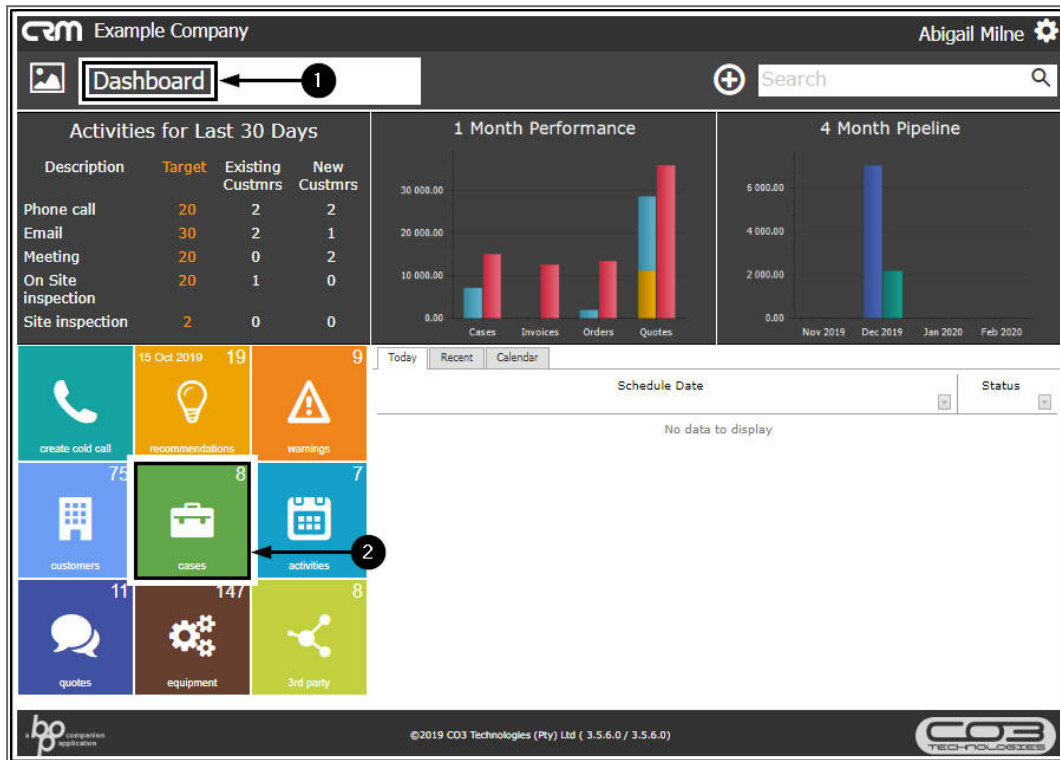 CRM Example Company
Abigail Milne
Dashboard
1
Search
Activities for Last 30 Days
Description Target Existing Custmrs New Custmrs
Phone call 20 2 2
Email 30 2 1
Meeting 20 0 2
On Site inspection 20 1 0
Site inspection 2 0 0
1 Month Performance
30 000.00
20 000.00
10 000.00
0.00
Cases Invoices Orders Quotes
4 Month Pipeline
6 000.00
4 000.00
2 000.00
0.00
Nov 2019 Dec 2019 Jan 2020 Feb 2020
create cold call
15 Oct 2019 19
recommendations
9
warnings
75
customers
8
cases
7
activities
2
11
quotes
147
equipment
8
3rd party
Today Recent Calendar
Schedule Date Status
No data to display
a bp companion application
©2019 CO3 Technologies (Pty) Ltd ( 3.5.6.0 / 3.5.6.0)
CO3
TECHNOLOGIES